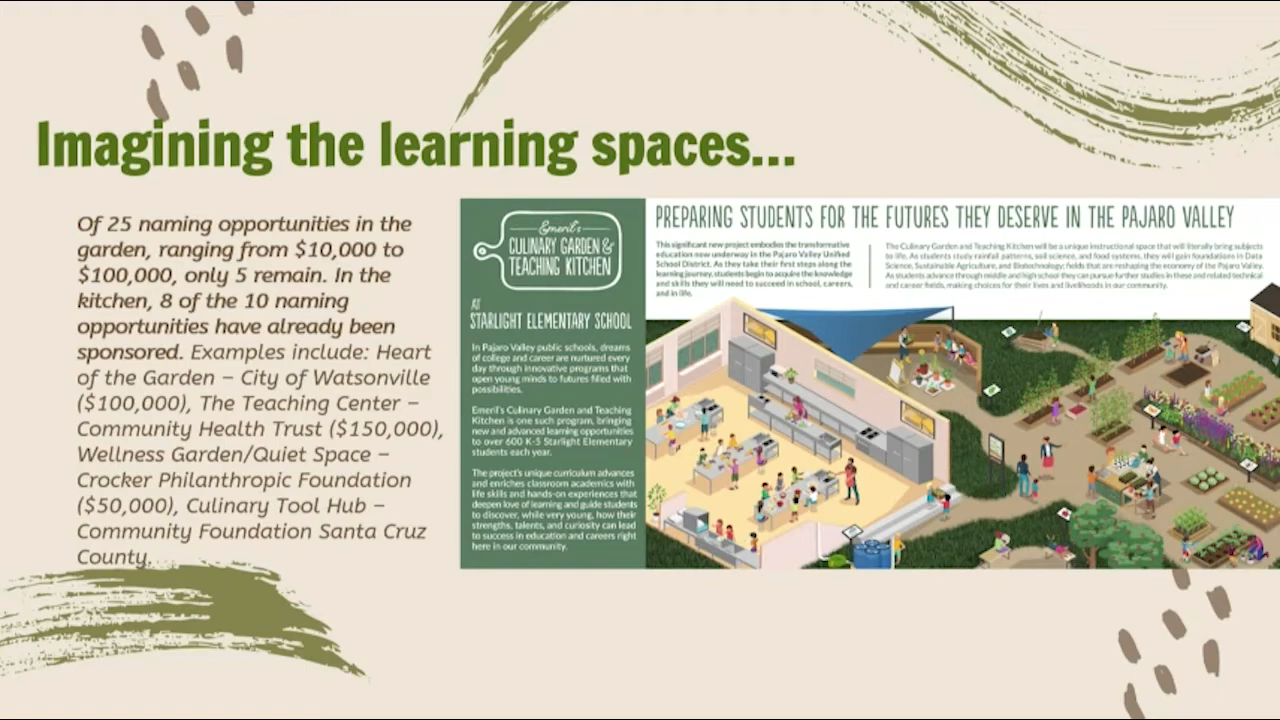 Imagining the learning spaces...
Of 25 naming opportunities in the
garden, ranging from $10,000 to
$100,000, only 5 remain. In the
kitchen, 8 of the 10 naming
opportunities have already been
sponsored. Examples include: Heart
of the Garden – City of Watsonville
($100,000), The Teaching Center –
Community Health Trust ($150,000),
Wellness Garden/Quiet Space –
Crocker Philanthropic Foundation
($50,000), Culinary Tool Hub –
Community Foundation Santa Cruz
County.
Emeril's
CULINARY GARDEN &
TEACHING KITCHEN
AT
STARLIGHT ELEMENTARY SCHOOL
In Pajaro Valley public schools, dreams
of college and career are nurtured every
day through innovative programs that
open young minds to futures filled with
possibilities.
Emeril's Culinary Garden and Teaching
Kitchen is one such program, bringing
new and advanced learning opportunities
to over 600 K-5 Starlight Elementary
students each year.
The project's unique curriculum advances
and enriches classroom academics with
life skills and hands-on experiences that
deepen love of learning and guide students
to discover, while very young, how their
strengths, talents, and curiosity can lead
to success in education and careers right
here in our community.
PREPARING STUDENTS FOR THE FUTURES THEY DESERVE IN THE PAJARO VALLEY
This significant new project embodies the transformative
education now underway in the Pajaro Valley Unified
School District. As they take their first steps along the
learning journey, students begin to acquire the knowledge
and skills they will need to succeed in school, careers,
and in life.
The Culinary Garden and Teaching Kitchen will be a unique instructional space that will literally bring subjects
to life. As students study rainfall patterns, soil science, and food systems, they will gain foundations in Data
Science, Sustainable Agriculture, and Biotechnology; fields that are reshaping the economy of the Pajaro Valley.
As students advance through middle and high school they can pursue further studies in these and related technical
and career fields, making choices for their lives and livelihoods in our community.